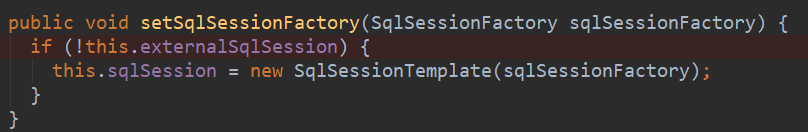 public void setSqlSessionFactory(SqlSessionFactory sqlSessionFactory) {
  if (!this.externalSqlSession) {
    this.sqlSession = new SqlSessionTemplate(sqlSessionFactory);
  }
}